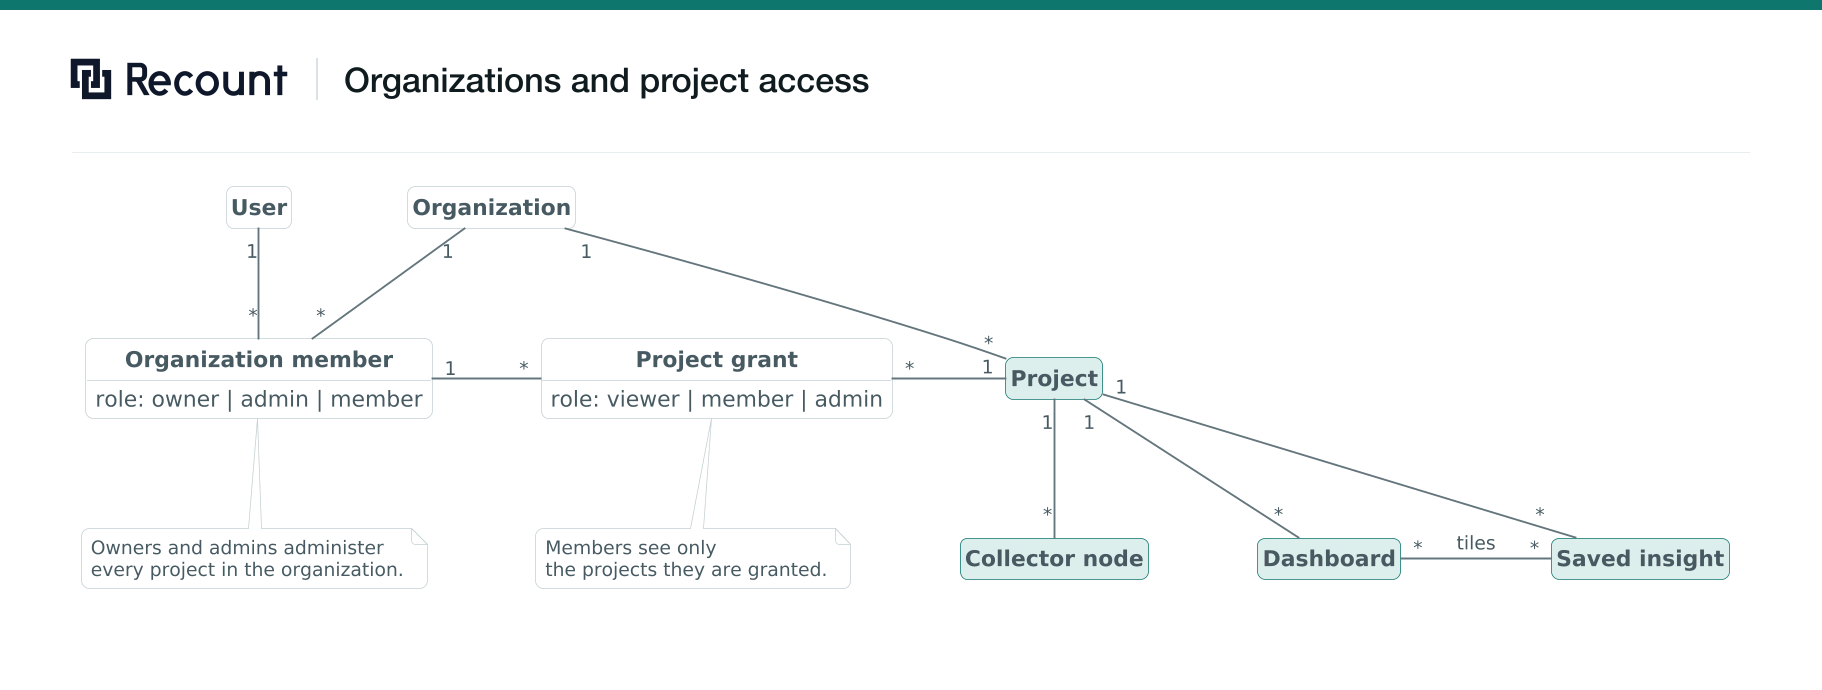 Recount
Organizations and project access
User
Organization
1
1
1
*
*
*
Organization member
role: owner | admin | member
1
*
Project grant
role: viewer | member | admin
*
1
Project
1
1
1
Owners and admins administer
every project in the organization.
Members see only
the projects they are granted.
*
*
*
Collector node
Dashboard
* tiles *
Saved insight